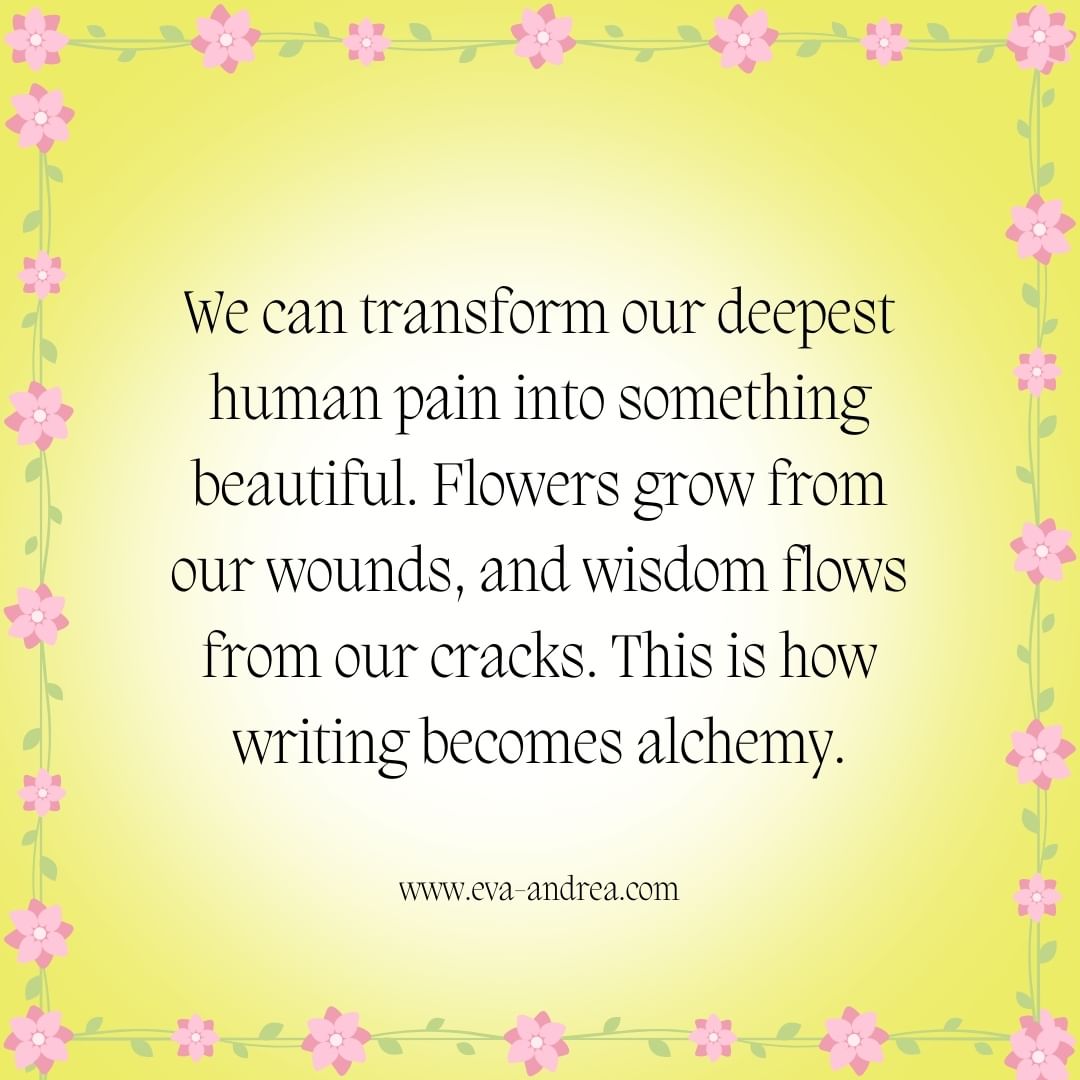 We can transform our deepest
human pain into something
beautiful. Flowers grow from
our wounds, and wisdom flows
from our cracks. This is how
writing becomes alchemy.
www.eva-andrea.com